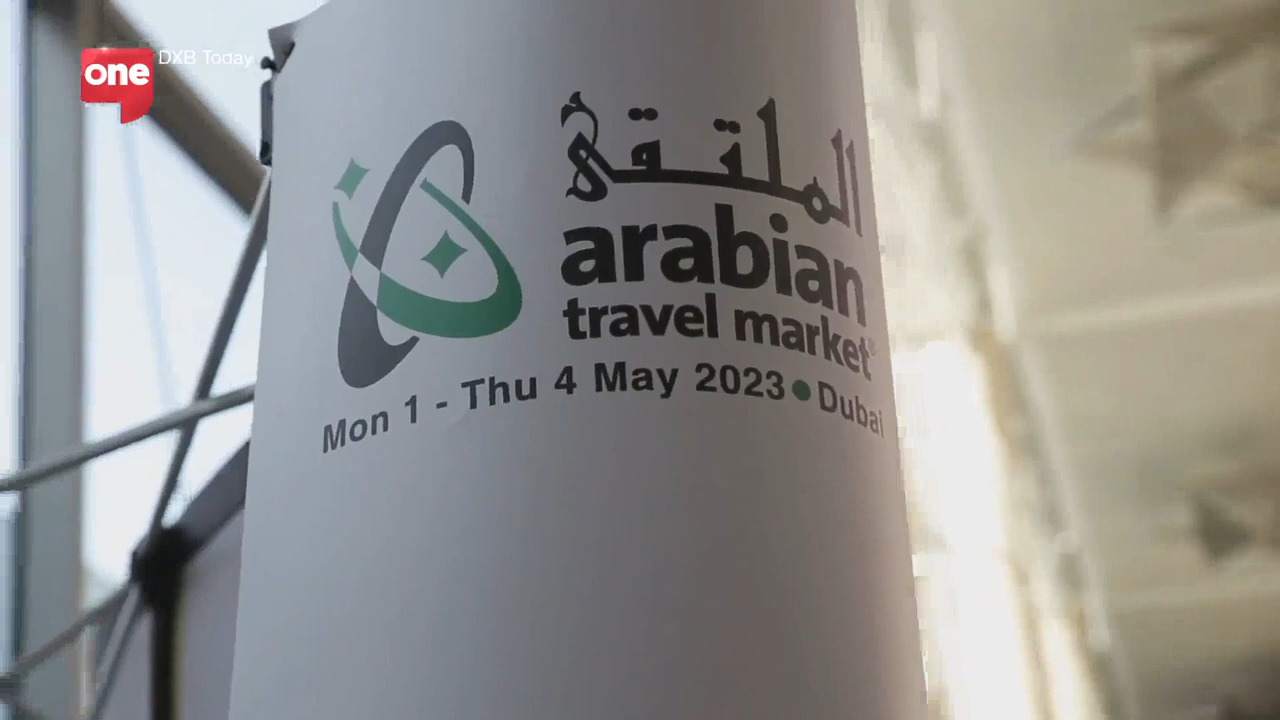 one
DXB Today
الملتقى
arabian
travel market®
Mon 1 - Thu 4 May 2023 • Dubai